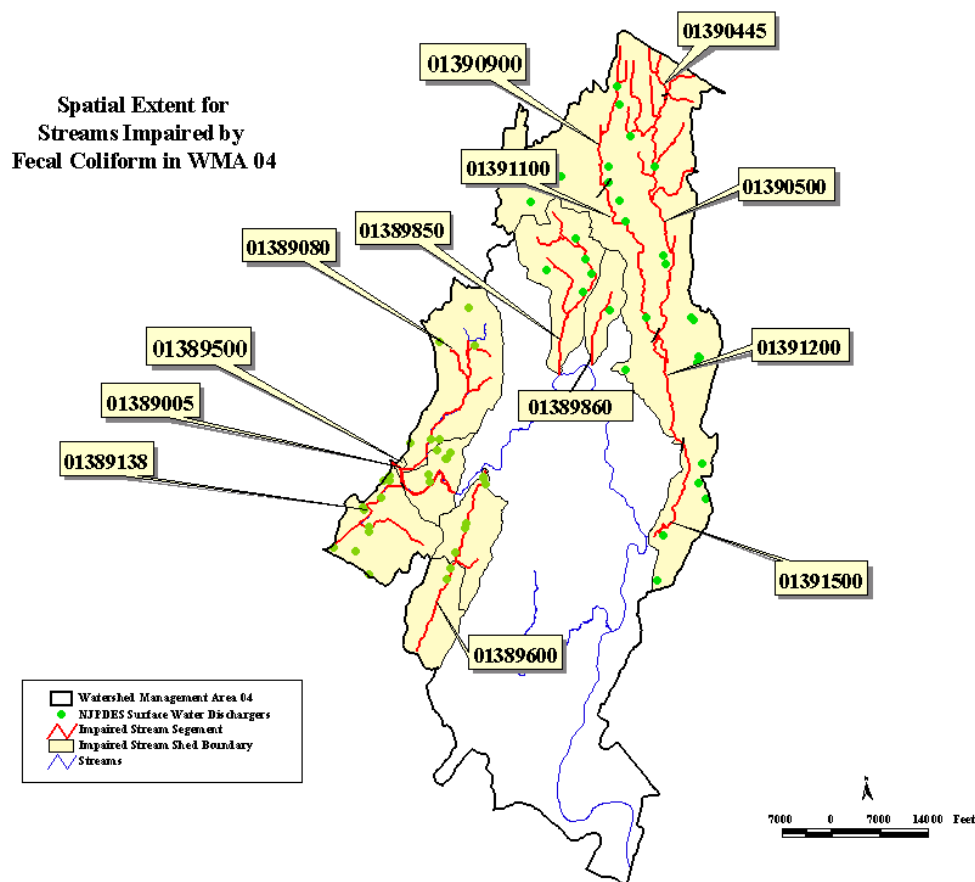 Spatial Extent for
Streams Impaired by
Fecal Coliform in WMA 04
01390445
01390900
01391100
01390500
01389850
01389080
01389500
01391200
01389005
01389860
01389138
01391500
01389600
Watershed Management Area 04
NJPDES Surface Water Dischargers
Impaired Stream Segement
Impaired Stream Shed Boundary
Streams
N
7000 0 7000 14000 Feet